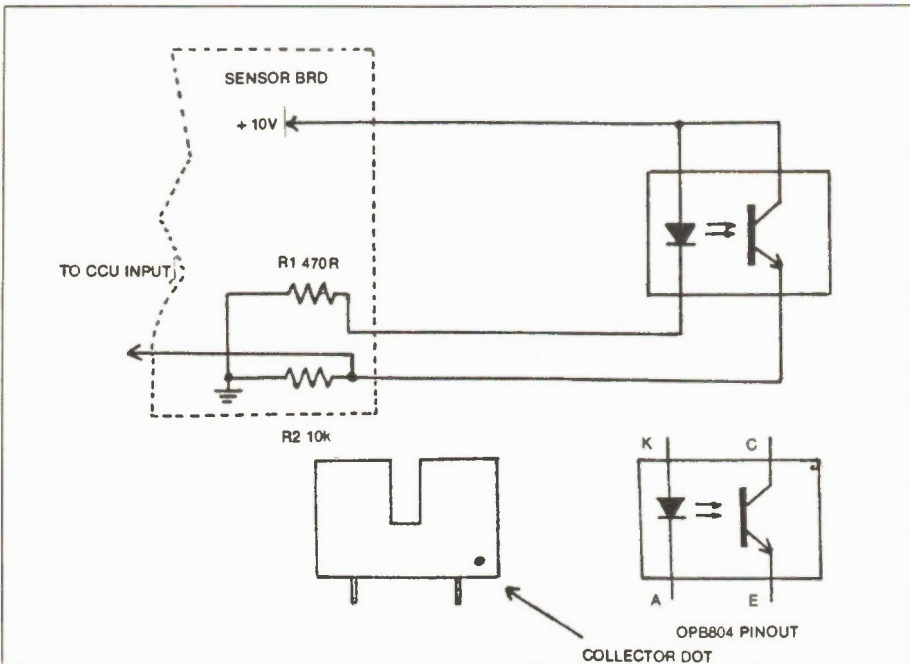 SENSOR BRD
+ 10V
TO CCU INPUT
R1 470R
R2 10k
K C
A E
OPB804 PINOUT
COLLECTOR DOT